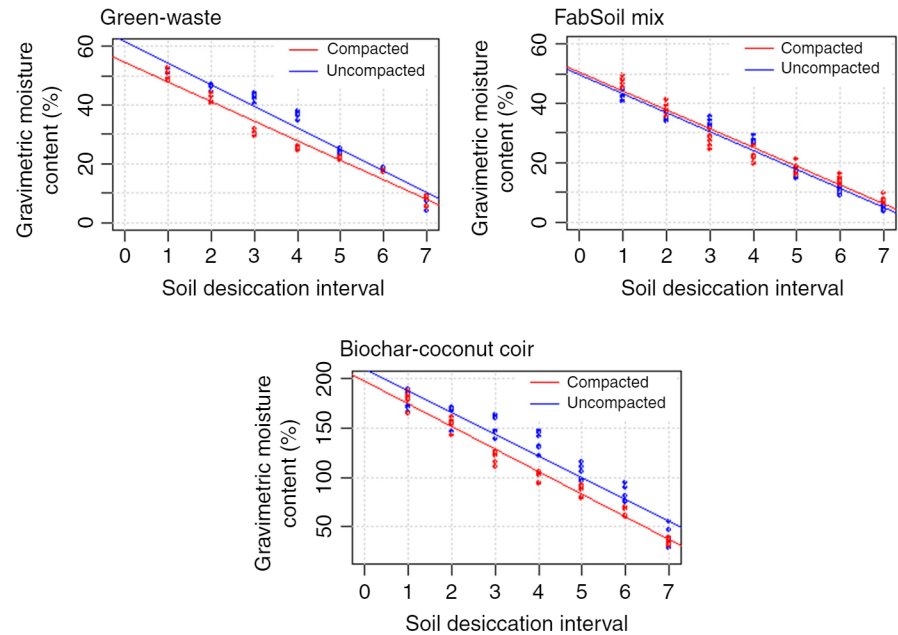 Green-waste
Gravimetric moisture
content (%)
60
40
20
0
Compacted
Uncompacted
0 1 2 3 4 5 6 7
Soil desiccation interval
FabSoil mix
Gravimetric moisture
content (%)
60
40
20
0
Compacted
Uncompacted
0 1 2 3 4 5 6 7
Soil desiccation interval
Biochar-coconut coir
Gravimetric moisture
content (%)
200
150
100
50
Compacted
Uncompacted
0 1 2 3 4 5 6 7
Soil desiccation interval